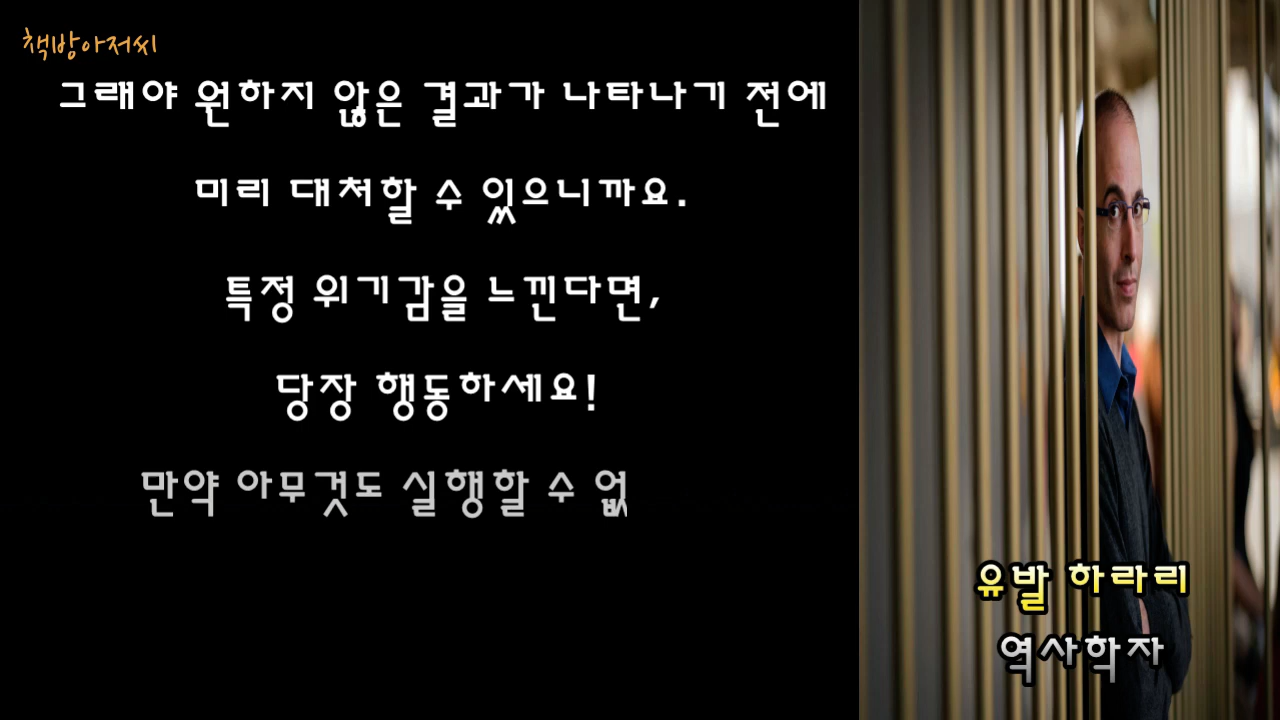 책방아저씨
그래야 원하지 않은 결과가 나타나기 전에
미리 대처할 수 있으니까요.
특정 위기감을 느낀다면,
당장 행동하세요!
만약 아무것도 실행할 수 없
유발 하라리
역사학자